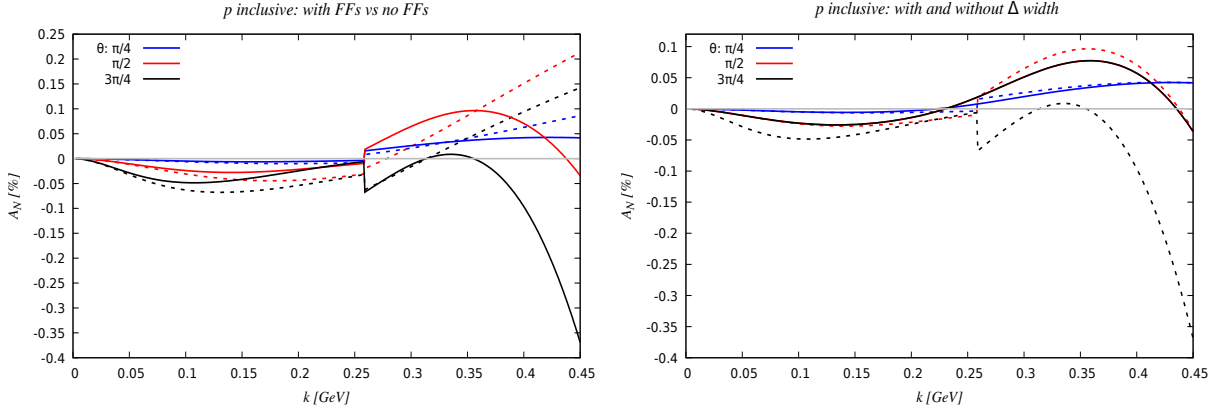 p inclusive: with FFs vs no FFs
θ: π/4
π/2
3π/4
0.25
0.2
0.15
0.1
0.05
0
-0.05
-0.1
-0.15
-0.2
-0.25
-0.3
-0.35
-0.4
A_N [%]
0 0.05 0.1 0.15 0.2 0.25 0.3 0.35 0.4 0.45
k [GeV]
p inclusive: with and without Δ width
θ: π/4
π/2
3π/4
0.1
0.05
0
-0.05
-0.1
-0.15
-0.2
-0.25
-0.3
-0.35
-0.4
A_N [%]
0 0.05 0.1 0.15 0.2 0.25 0.3 0.35 0.4 0.45
k [GeV]